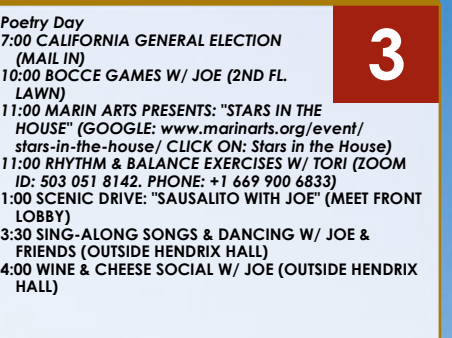 Poetry Day
3
7:00 CALIFORNIA GENERAL ELECTION
(MAIL IN)
10:00 BOCCE GAMES W/ JOE (2ND FL.
LAWN)
11:00 MARIN ARTS PRESENTS: "STARS IN THE
HOUSE" (GOOGLE: www.marinarts.org/event/
stars-in-the-house/ CLICK ON: Stars in the House)
11:00 RHYTHM & BALANCE EXERCISES W/ TORI (ZOOM
ID: 503 051 8142. PHONE: +1 669 900 6833)
1:00 SCENIC DRIVE: "SAUSALITO WITH JOE" (MEET FRONT
LOBBY)
3:30 SING-ALONG SONGS & DANCING W/ JOE &
FRIENDS (OUTSIDE HENDRIX HALL)
4:00 WINE & CHEESE SOCIAL W/ JOE (OUTSIDE HENDRIX
HALL)